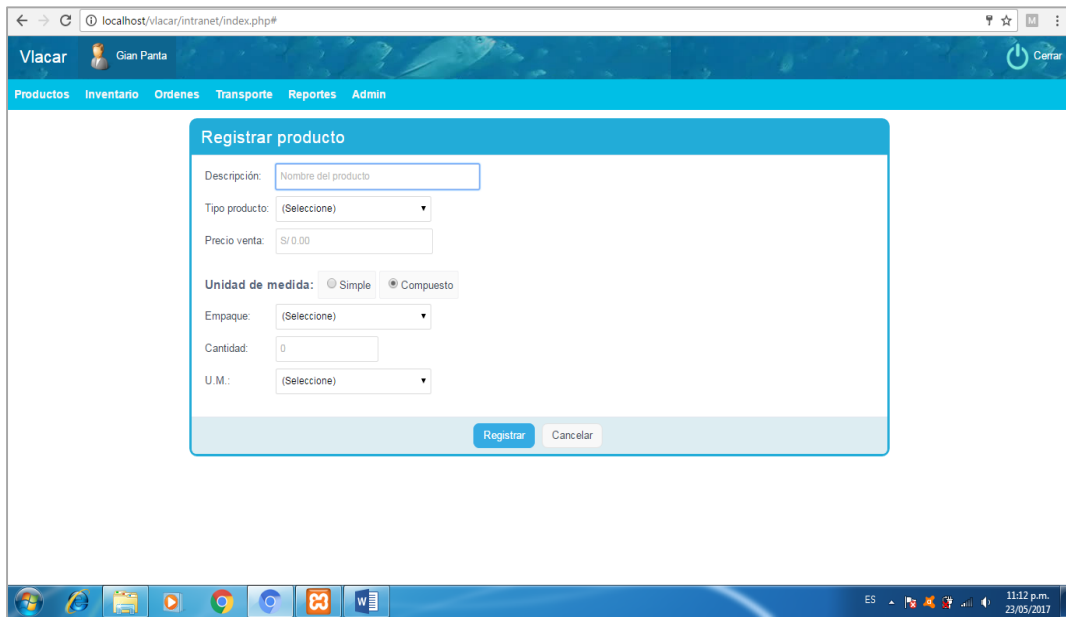 localhost/vlacar/intranet/index.php#
M
Vlacar Gian Panta Cerrar
Productos Inventario Ordenes Transporte Reportes Admin
Registrar producto
Descripción: Nombre del producto
Tipo producto: (Seleccione)
Precio venta: S/ 0.00
Unidad de medida: Simple Compuesto
Empaque: (Seleccione)
Cantidad: 0
U.M.: (Seleccione)
Registrar Cancelar
W
ES 11:12 p.m.
23/05/2017